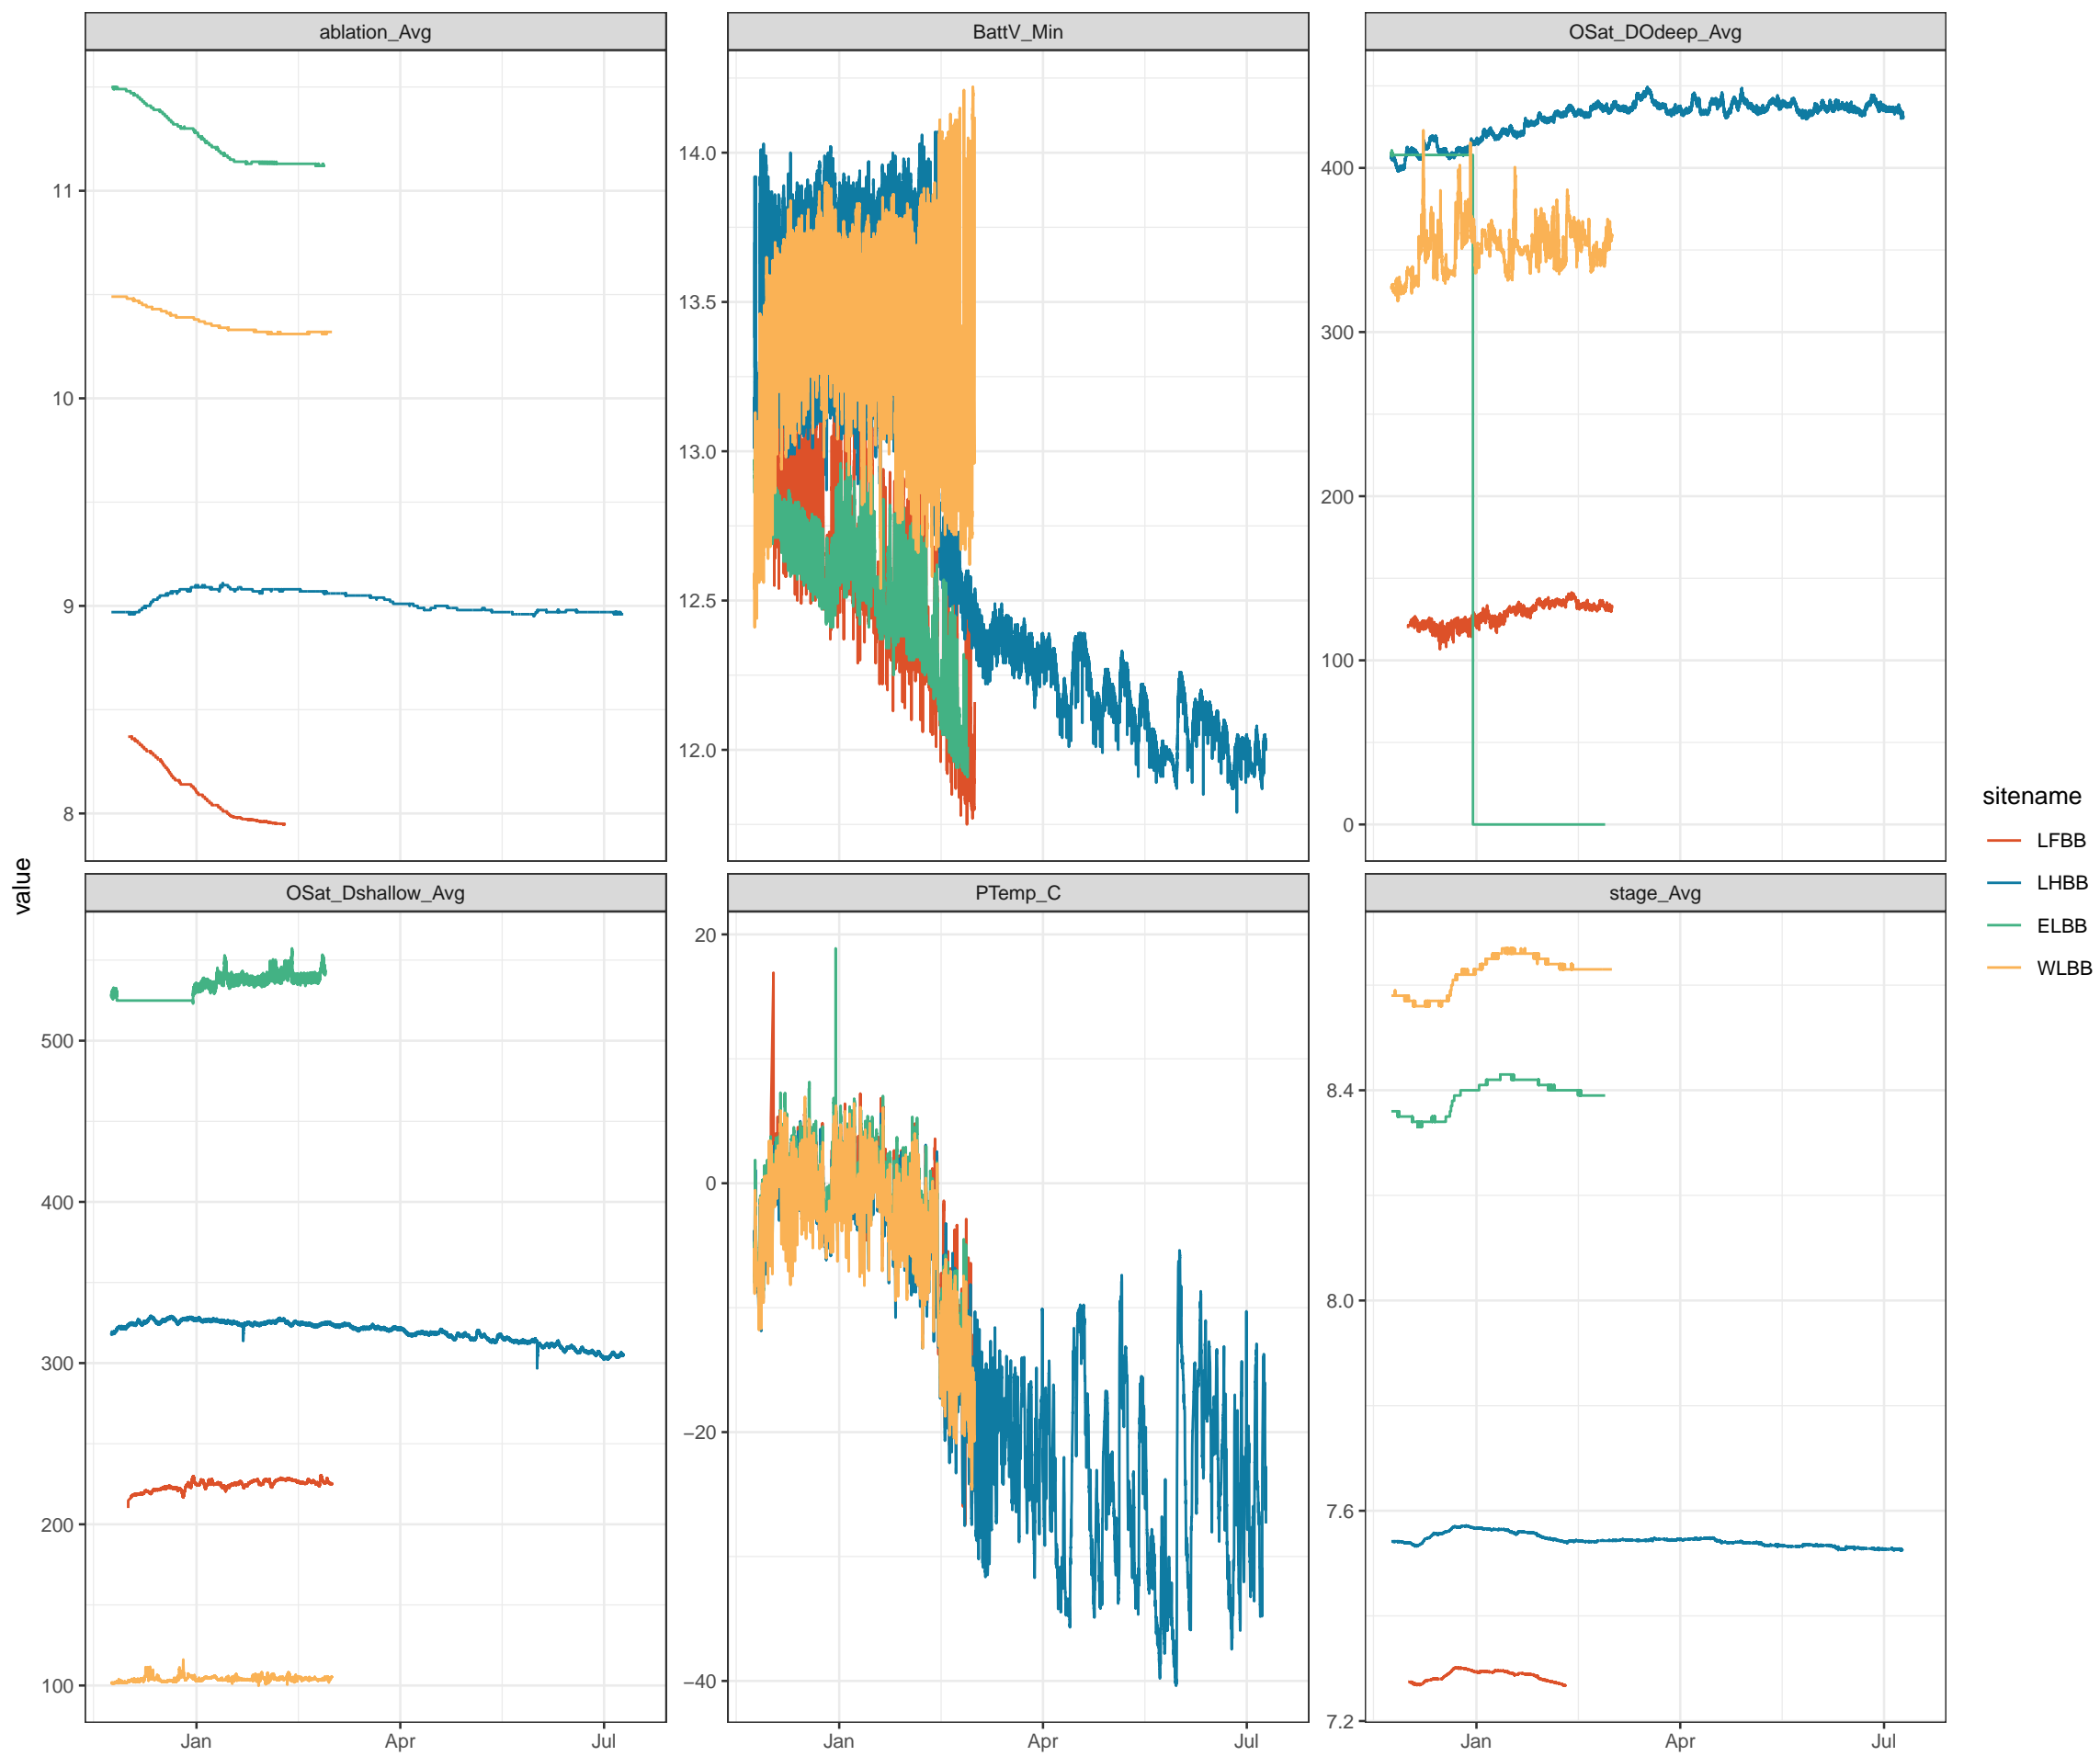 ablation_Avg
BattV_Min
OSat_DOdeep_Avg
11
10
9
8
14.0
13.5
13.0
12.5
12.0
400
300
200
100
0
value
OSat_Dshallow_Avg
PTemp_C
stage_Avg
500
400
300
200
100
20
0
−20
−40
8.4
8.0
7.6
7.2
Jan Apr Jul
Jan Apr Jul
Jan Apr Jul
sitename
LFBB
LHBB
ELBB
WLBB